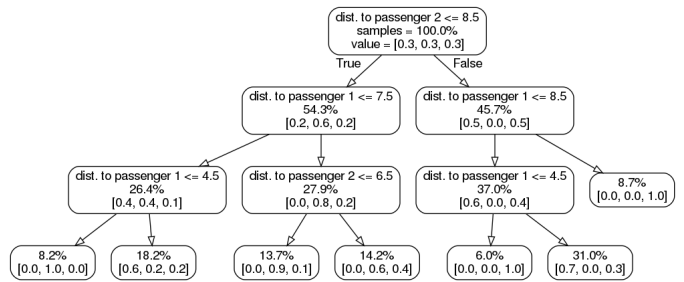 dist. to passenger 2 <= 8.5
samples = 100.0%
value = [0.3, 0.3, 0.3]
True
False
dist. to passenger 1 <= 7.5
54.3%
[0.2, 0.6, 0.2]
dist. to passenger 1 <= 8.5
45.7%
[0.5, 0.0, 0.5]
dist. to passenger 1 <= 4.5
26.4%
[0.4, 0.4, 0.1]
dist. to passenger 2 <= 6.5
27.9%
[0.0, 0.8, 0.2]
dist. to passenger 1 <= 4.5
37.0%
[0.6, 0.0, 0.4]
8.7%
[0.0, 0.0, 1.0]
8.2%
[0.0, 1.0, 0.0]
18.2%
[0.6, 0.2, 0.2]
13.7%
[0.0, 0.9, 0.1]
14.2%
[0.0, 0.6, 0.4]
6.0%
[0.0, 0.0, 1.0]
31.0%
[0.7, 0.0, 0.3]